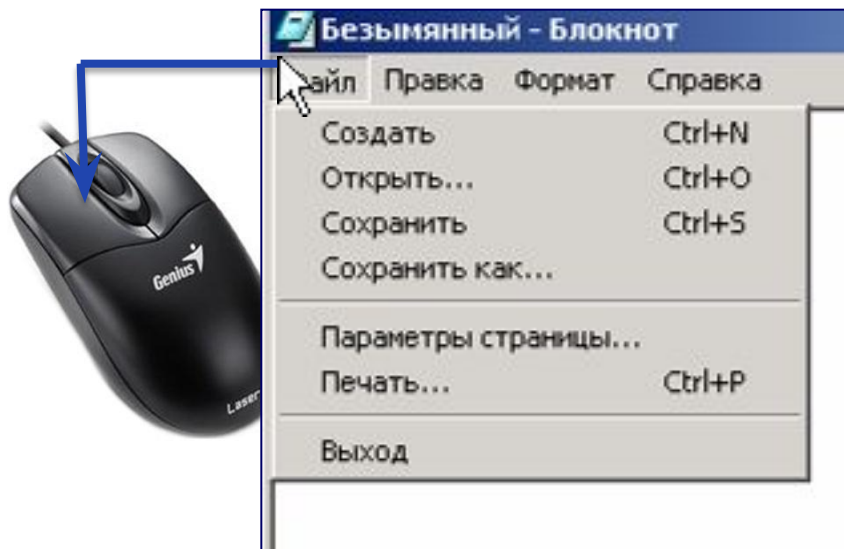 Безымянный - Блокнот
айл Правка Формат Справка
Создать Ctrl+N
Открыть... Ctrl+O
Сохранить Ctrl+S
Сохранить как...
Параметры страницы...
Печать... Ctrl+P
Выход
Genius
Laser